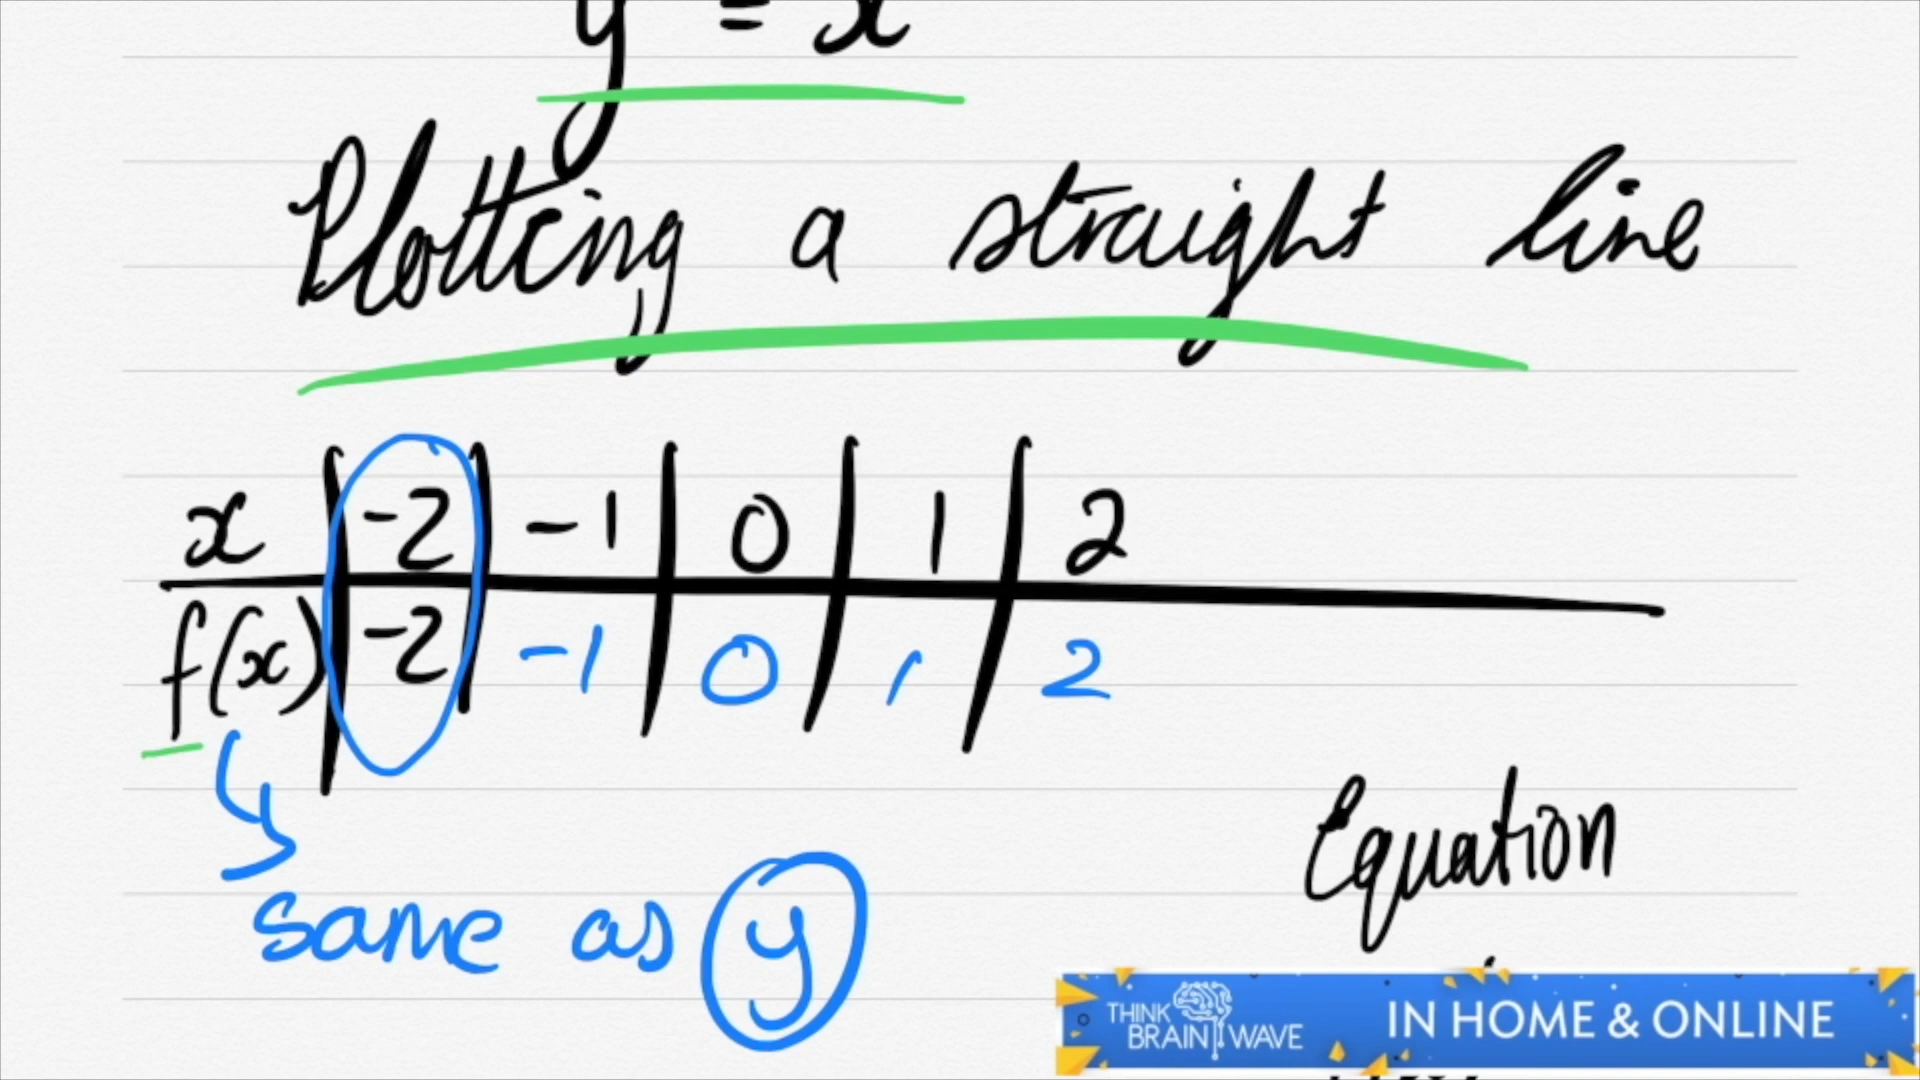 y = x
Plotting a straight line
x | -2 | -1 | 0 | 1 | 2
f(x) | -2 | -1 | 0 | 1 | 2
same as y
Equation
THINK BRAIN WAVE
IN HOME & ONLINE